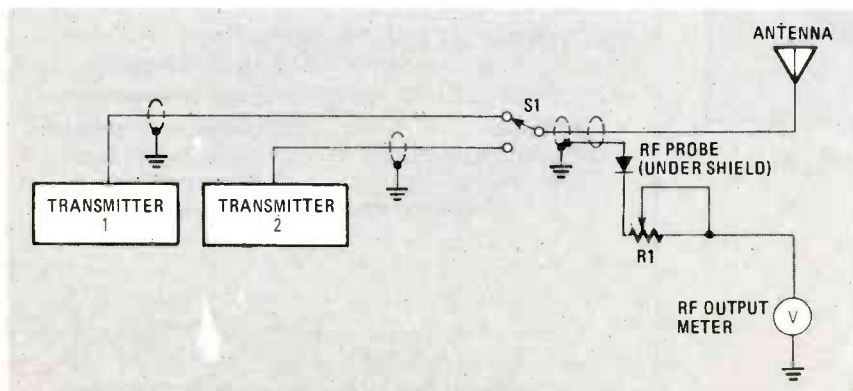 ANTENNA
S1
RF PROBE
(UNDER SHIELD)
TRANSMITTER
1
TRANSMITTER
2
R1
RF OUTPUT
METER
V